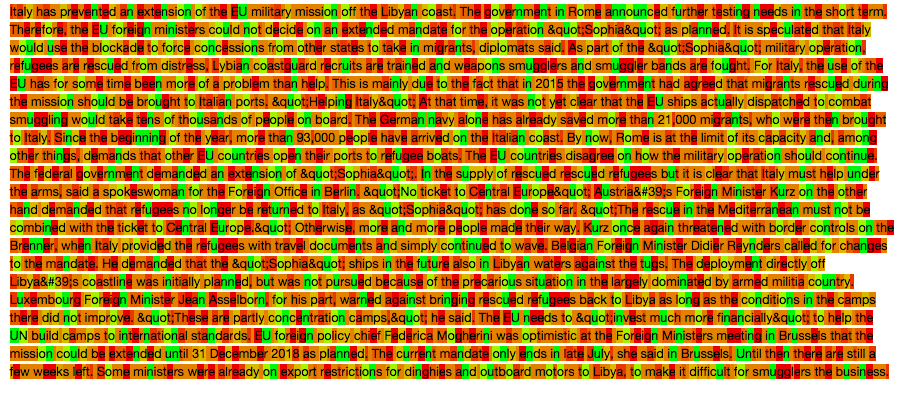 Italy has prevented an extension of the EU military mission off the Libyan coast. The government in Rome announced further testing needs in the short term.
Therefore, the EU foreign ministers could not decide on an extended mandate for the operation &quot;Sophia&quot; as planned. It is speculated that Italy
would use the blockade to force concessions from other states to take in migrants, diplomats said. As part of the &quot;Sophia&quot; military operation,
refugees are rescued from distress, Lybian coastguard recruits are trained and weapons smugglers and smuggler bands are fought. For Italy, the use of the
EU has for some time been more of a problem than help. This is mainly due to the fact that in 2015 the government had agreed that migrants rescued during
the mission should be brought to Italian ports. &quot;Helping Italy&quot; At that time, it was not yet clear that the EU ships actually dispatched to combat
smuggling would take tens of thousands of people on board. The German navy alone has already saved more than 21,000 migrants, who were then brought
to Italy. Since the beginning of the year, more than 93,000 people have arrived on the Italian coast. By now, Rome is at the limit of its capacity and, among
other things, demands that other EU countries open their ports to refugee boats. The EU countries disagree on how the military operation should continue.
The federal government demanded an extension of &quot;Sophia&quot;. In the supply of rescued rescued refugees but it is clear that Italy must help under
the arms, said a spokeswoman for the Foreign Office in Berlin. &quot;No ticket to Central Europe&quot; Austria&#39;s Foreign Minister Kurz on the other
hand demanded that refugees no longer be returned to Italy, as &quot;Sophia&quot; has done so far. &quot;The rescue in the Mediterranean must not be
combined with the ticket to Central Europe.&quot; Otherwise, more and more people made their way. Kurz once again threatened with border controls on the
Brenner, when Italy provided the refugees with travel documents and simply continued to wave. Belgian Foreign Minister Didier Reynders called for changes
to the mandate. He demanded that the &quot;Sophia&quot; ships in the future also in Libyan waters against the tugs. The deployment directly off
Libya&#39;s coastline was initially planned, but was not pursued because of the precarious situation in the largely dominated by armed militia country.
Luxembourg Foreign Minister Jean Asselborn, for his part, warned against bringing rescued refugees back to Libya as long as the conditions in the camps
there did not improve. &quot;These are partly concentration camps,&quot; he said. The EU needs to &quot;invest much more financially&quot; to help the
UN build camps to international standards. EU foreign policy chief Federica Mogherini was optimistic at the Foreign Ministers meeting in Brussels that the
mission could be extended until 31 December 2018 as planned. The current mandate only ends in late July, she said in Brussels. Until then there are still a
few weeks left. Some ministers were already on export restrictions for dinghies and outboard motors to Libya, to make it difficult for smugglers the business.